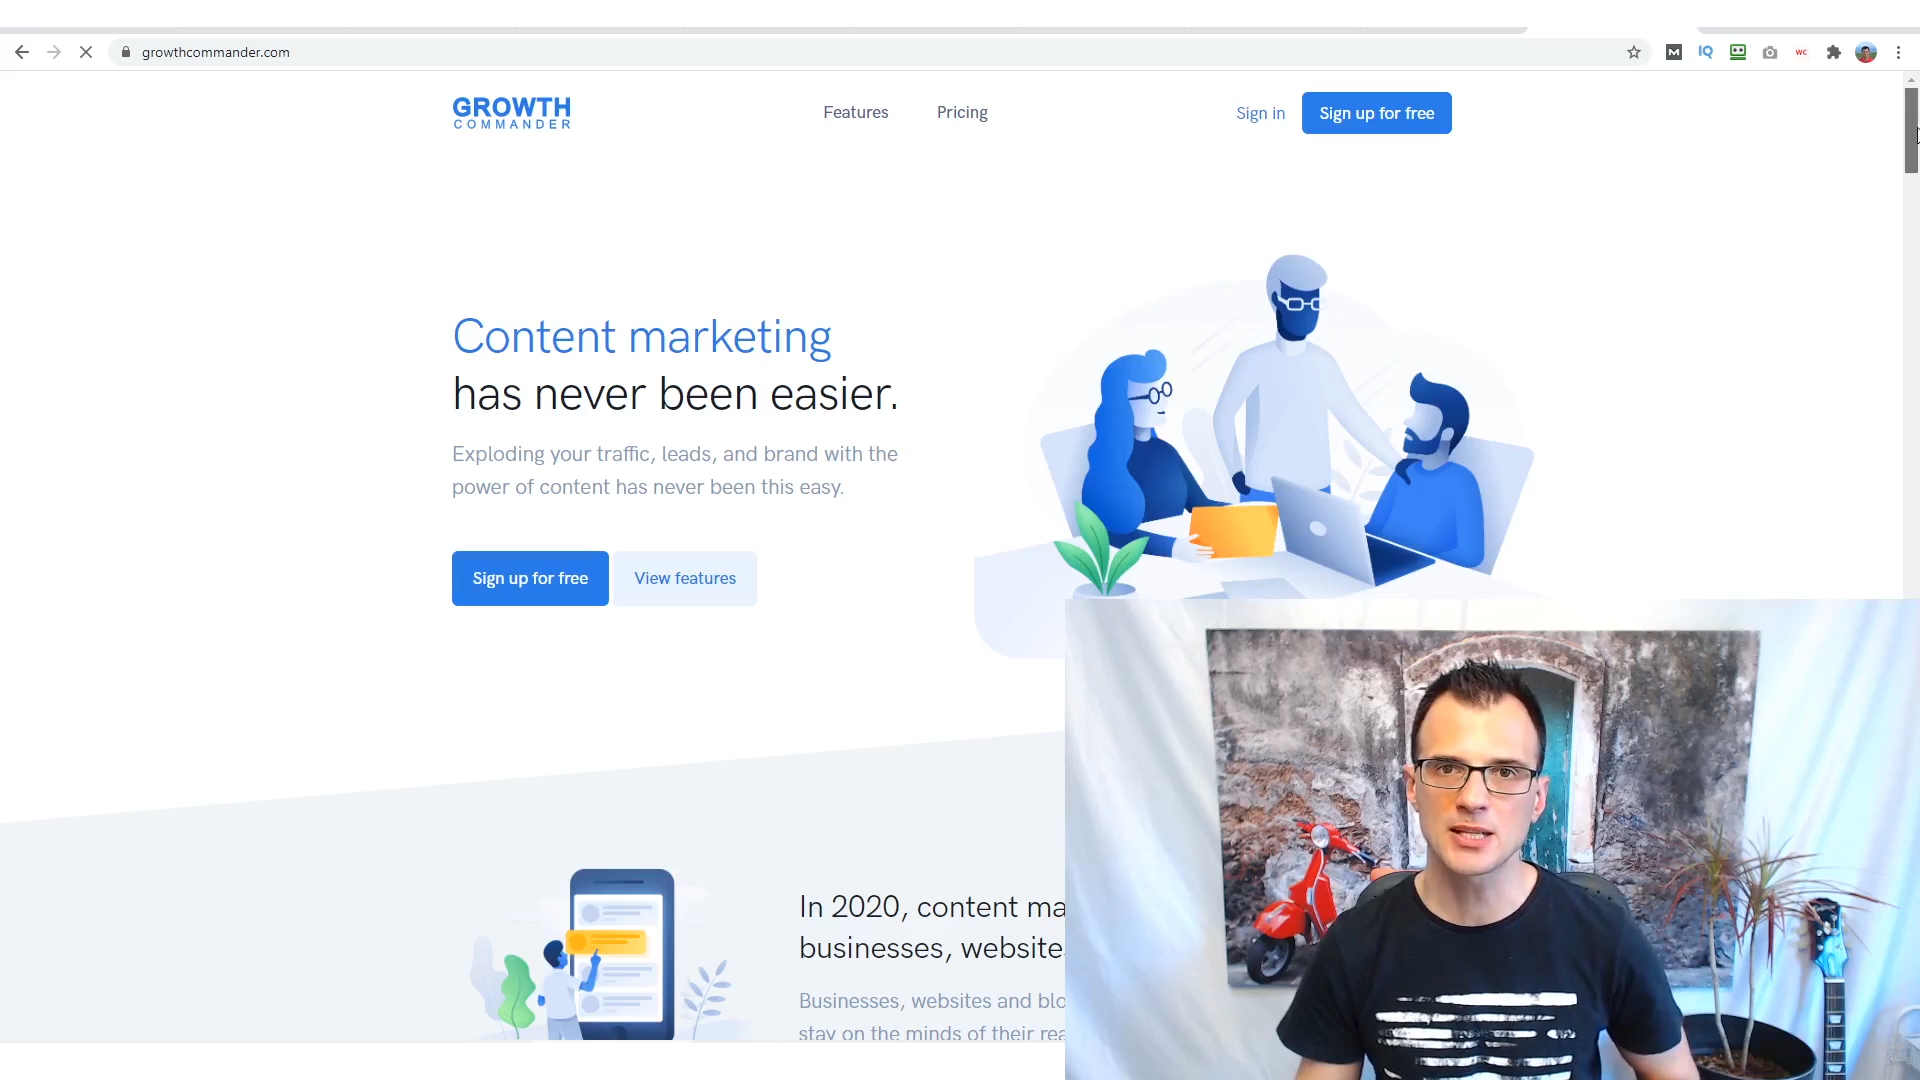 growthcommander.com
M
IQ
WC
GROWTH
COMMANDER
Features
Pricing
Sign in
Sign up for free
Content marketing
has never been easier.
Exploding your traffic, leads, and brand with the
power of content has never been this easy.
Sign up for free
View features
In 2020, content ma
businesses, website
Businesses, websites and blo
stay on the minds of their rea